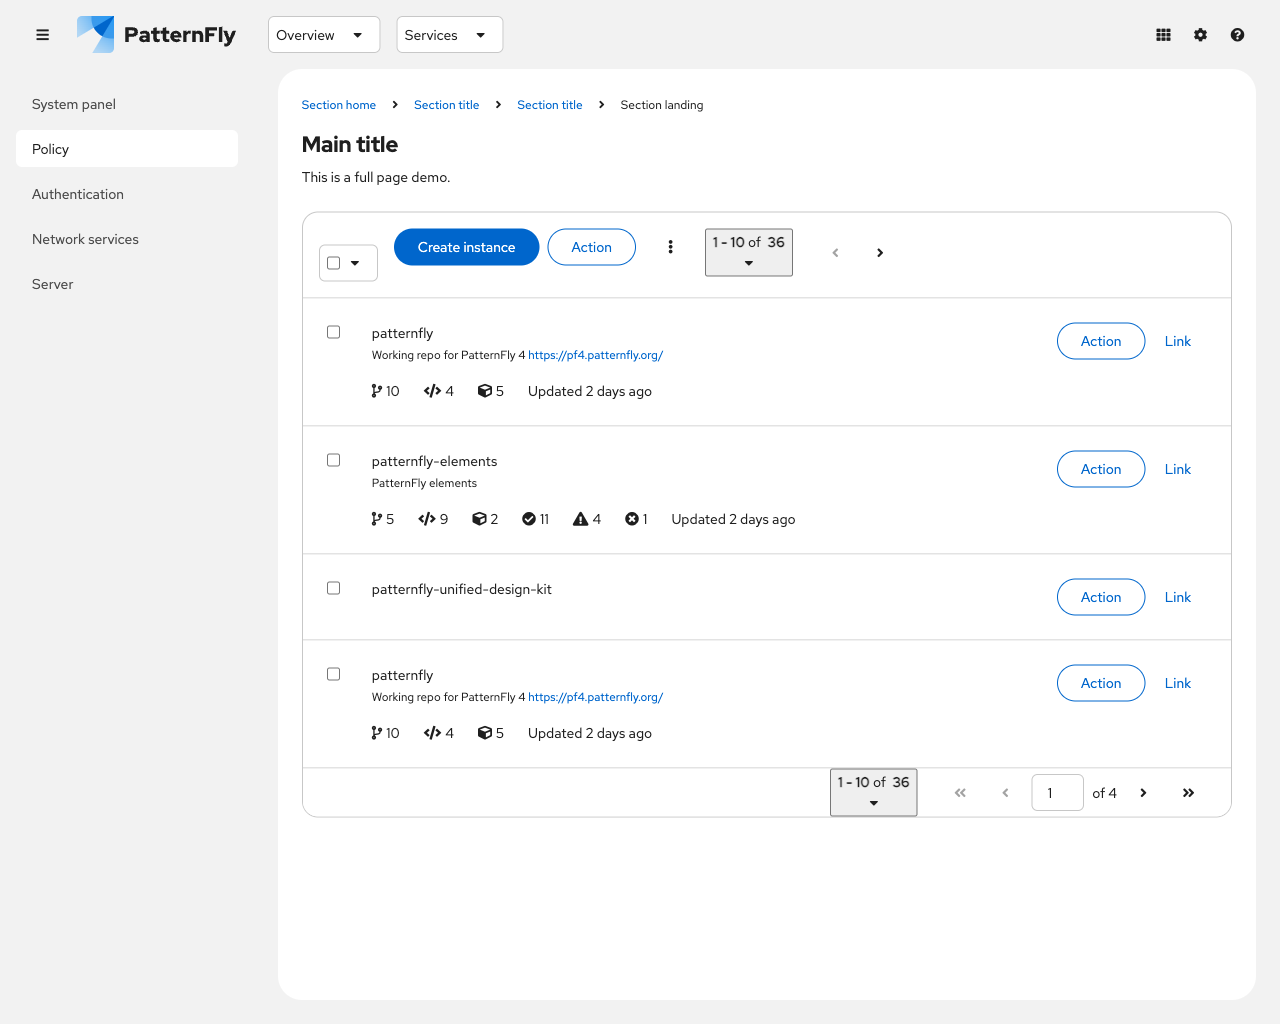 PatternFly Overview Services
System panel
Policy
Authentication
Network services
Server
Section home Section title Section title Section landing
Main title
This is a full page demo.
Create instance Action 1 - 10 of 36
patternfly
Working repo for PatternFly 4 https://pf4.patternfly.org/
10 4 5 Updated 2 days ago
Action Link
patternfly-elements
PatternFly elements
5 9 2 11 4 1 Updated 2 days ago
Action Link
patternfly-unified-design-kit
Action Link
patternfly
Working repo for PatternFly 4 https://pf4.patternfly.org/
10 4 5 Updated 2 days ago
Action Link
1 - 10 of 36 1 of 4